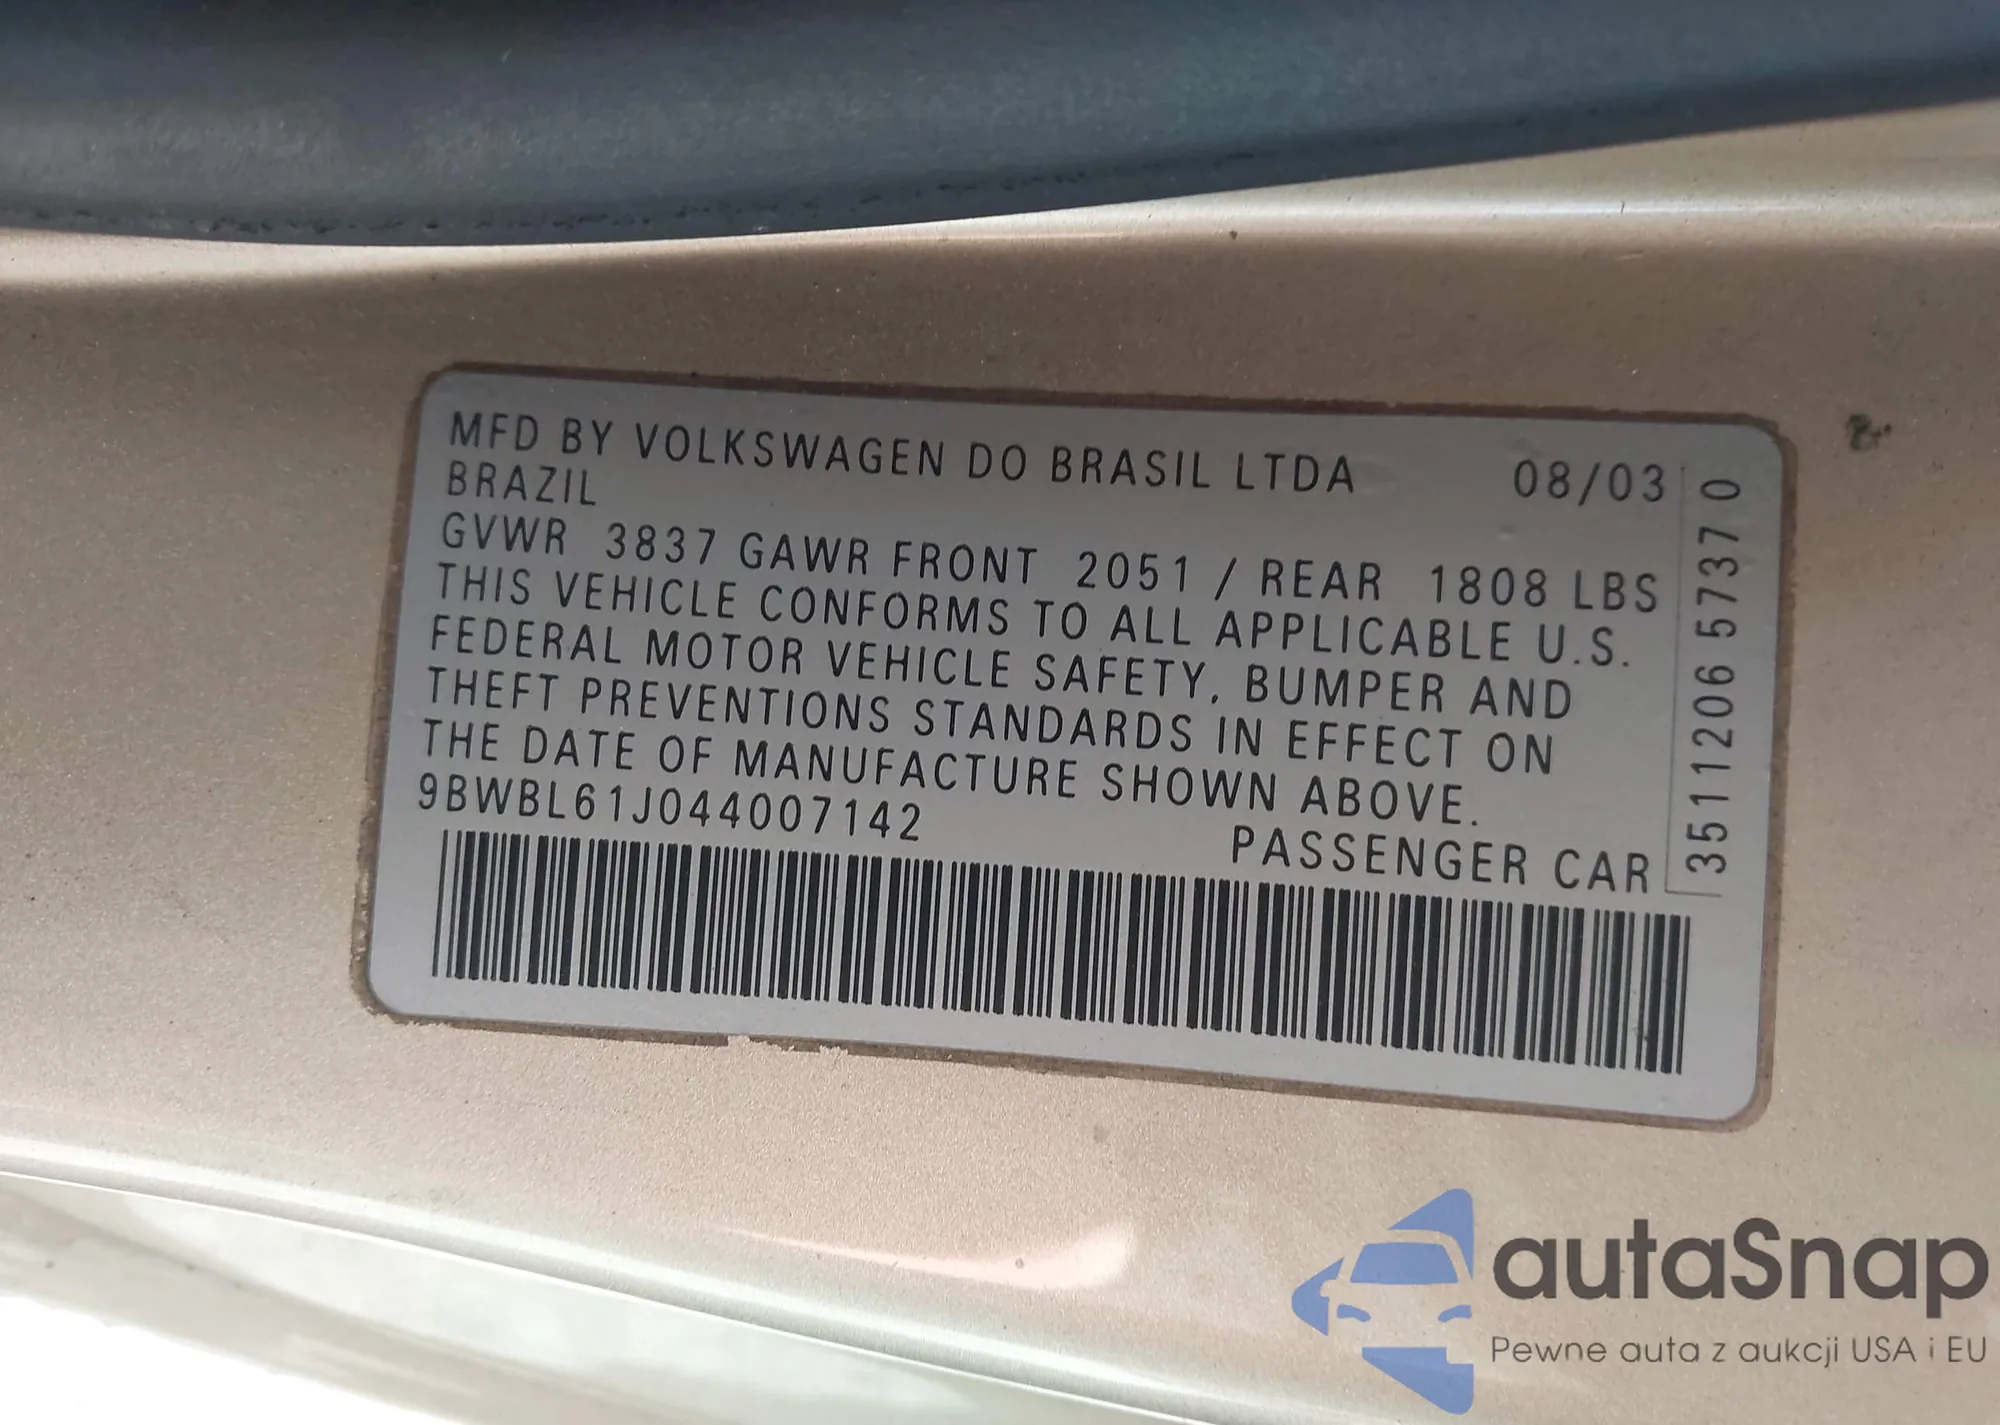 MFD BY VOLKSWAGEN DO BRASIL LTDA 08/03
BRAZIL
GVWR 3837 GAWR FRONT 2051 / REAR 1808 LBS
THIS VEHICLE CONFORMS TO ALL APPLICABLE U.S.
FEDERAL MOTOR VEHICLE SAFETY, BUMPER AND
THEFT PREVENTIONS STANDARDS IN EFFECT ON
THE DATE OF MANUFACTURE SHOWN ABOVE.
9BWBL61J044007142
PASSENGER CAR
3511206 57370
autaSnap
Pewne auta z aukcji USA i EU